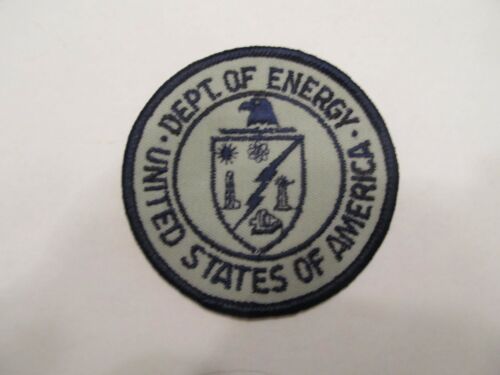 · DEPT. OF ENERGY ·
UNITED STATES OF AMERICA